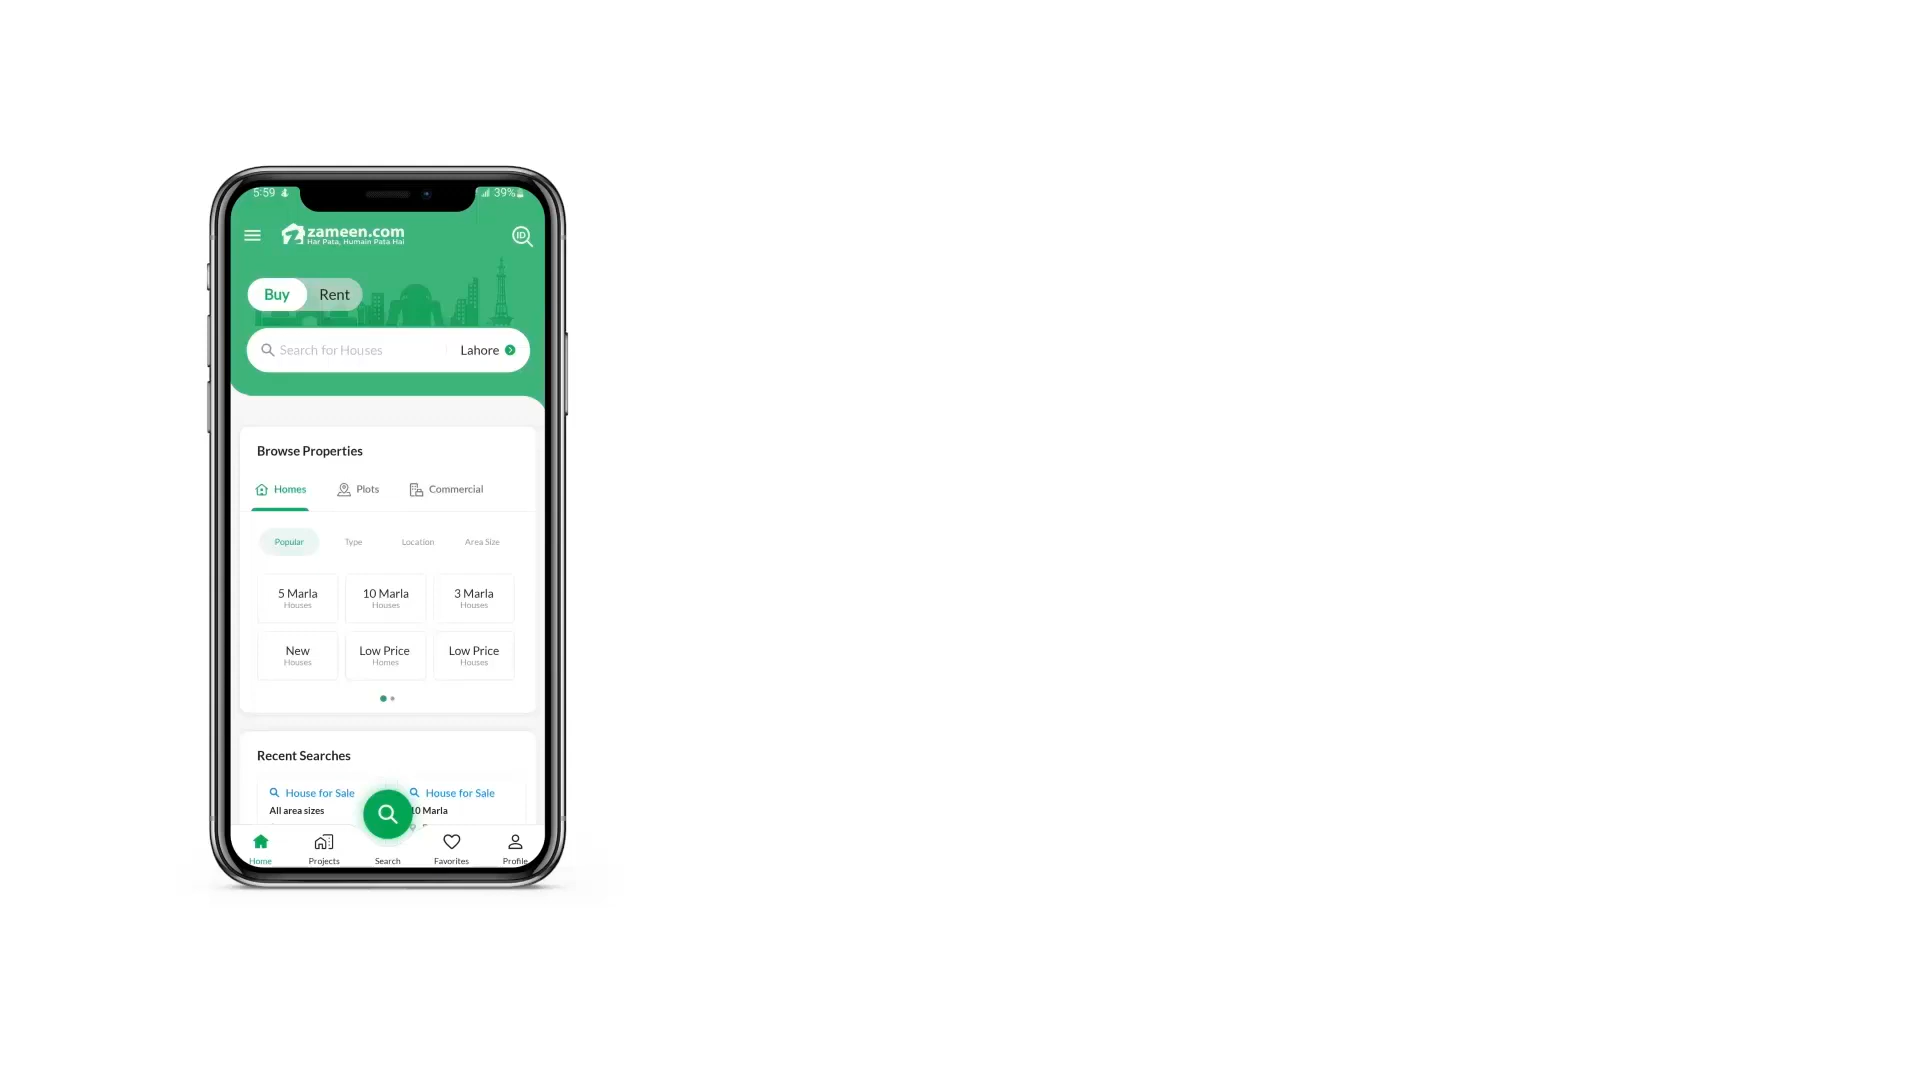 5:59 39%
zameen.com
Har Pata, Humain Pata Hai
ID
Buy Rent
Search for Houses Lahore
Browse Properties
Homes Plots Commercial
Popular Type Location Area Size
5 Marla 10 Marla 3 Marla
Houses Houses Houses
New Low Price Low Price
Houses Homes Houses
Recent Searches
House for Sale House for Sale
All area sizes 10 Marla
Home Projects Search Favorites Profile